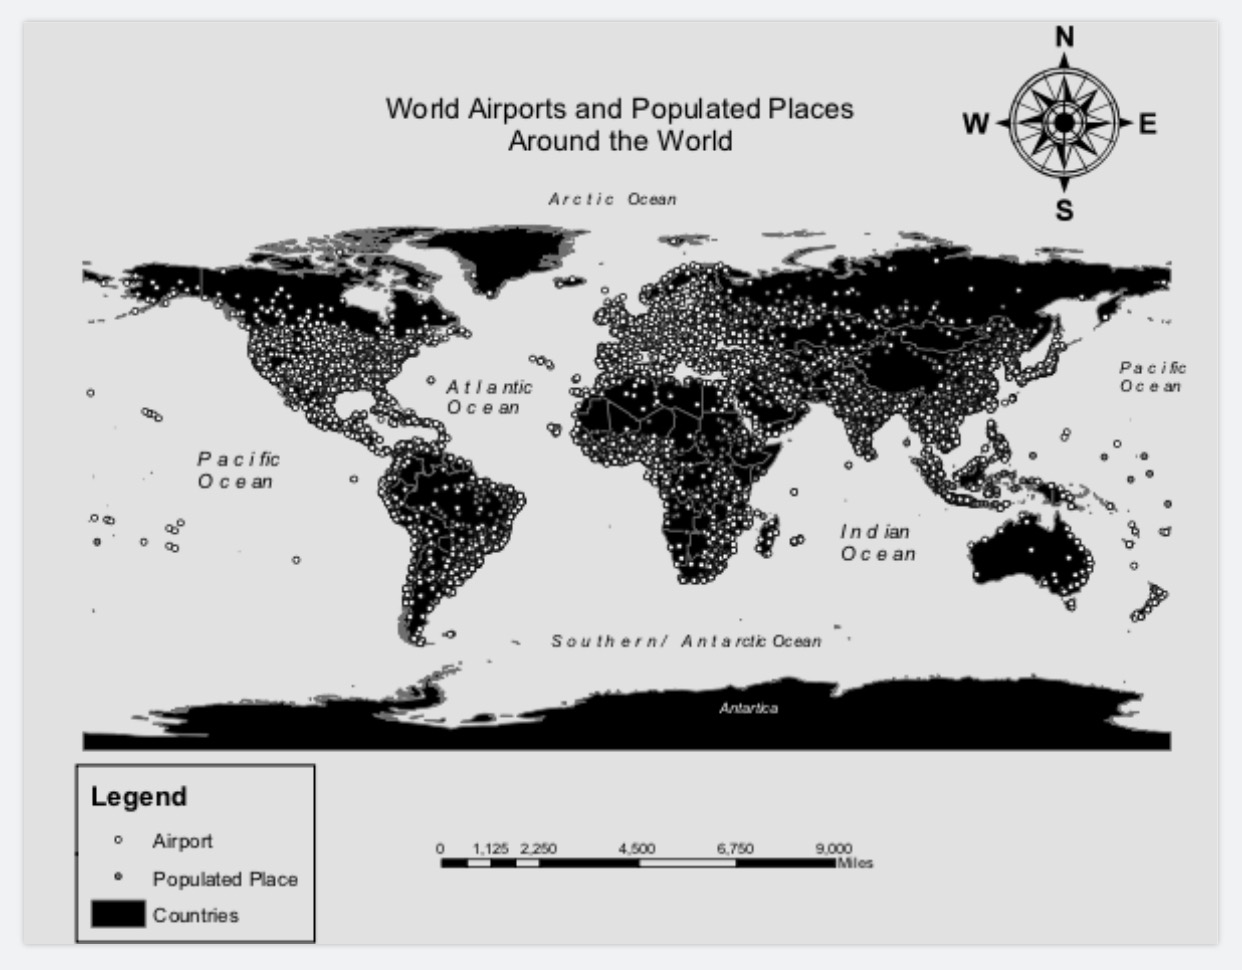 N
World Airports and Populated Places
Around the World
W
E
S
Arctic Ocean
Atlantic
Ocean
Pacific
Ocean
Pacific
Ocean
Indian
Ocean
Southern/ Antarctic Ocean
Antartica
Legend
Airport
Populated Place
Countries
0 1,125 2,250 4,500 6,750 9,000
Miles